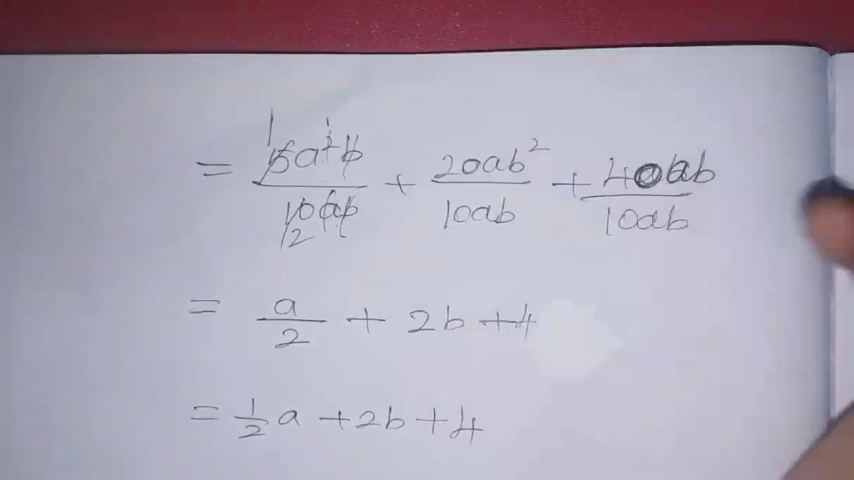 = 5a²b/10ab + 20ab²/10ab + 40ab/10ab
= a/2 + 2b + 4
= 1/2 a + 2b + 4